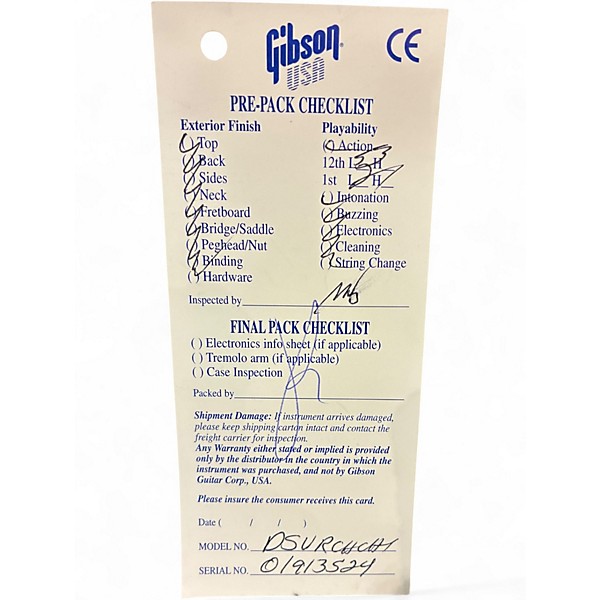 Gibson
USA
CE
PRE-PACK CHECKLIST
Exterior Finish
( ) Top
( ) Back
( ) Sides
( ) Neck
( ) Fretboard
( ) Bridge/Saddle
( ) Peghead/Nut
( ) Binding
( ) Hardware
Playability
( ) Action
12th L H
1st L H
( ) Intonation
( ) Buzzing
( ) Electronics
( ) Cleaning
( ) String Change
Inspected by
FINAL PACK CHECKLIST
( ) Electronics info sheet (if applicable)
( ) Tremolo arm (if applicable)
( ) Case Inspection
Packed by
Shipment Damage: If instrument arrives damaged,
please keep shipping carton intact and contact the
freight carrier for inspection.
Any Warranty either stated or implied is provided
only by the distributor in the country in which the
instrument was purchased, and not by Gibson
Guitar Corp., USA.
Please insure the consumer receives this card.
Date ( / / )
MODEL NO. DSVRCHCH1
SERIAL NO. 01913524